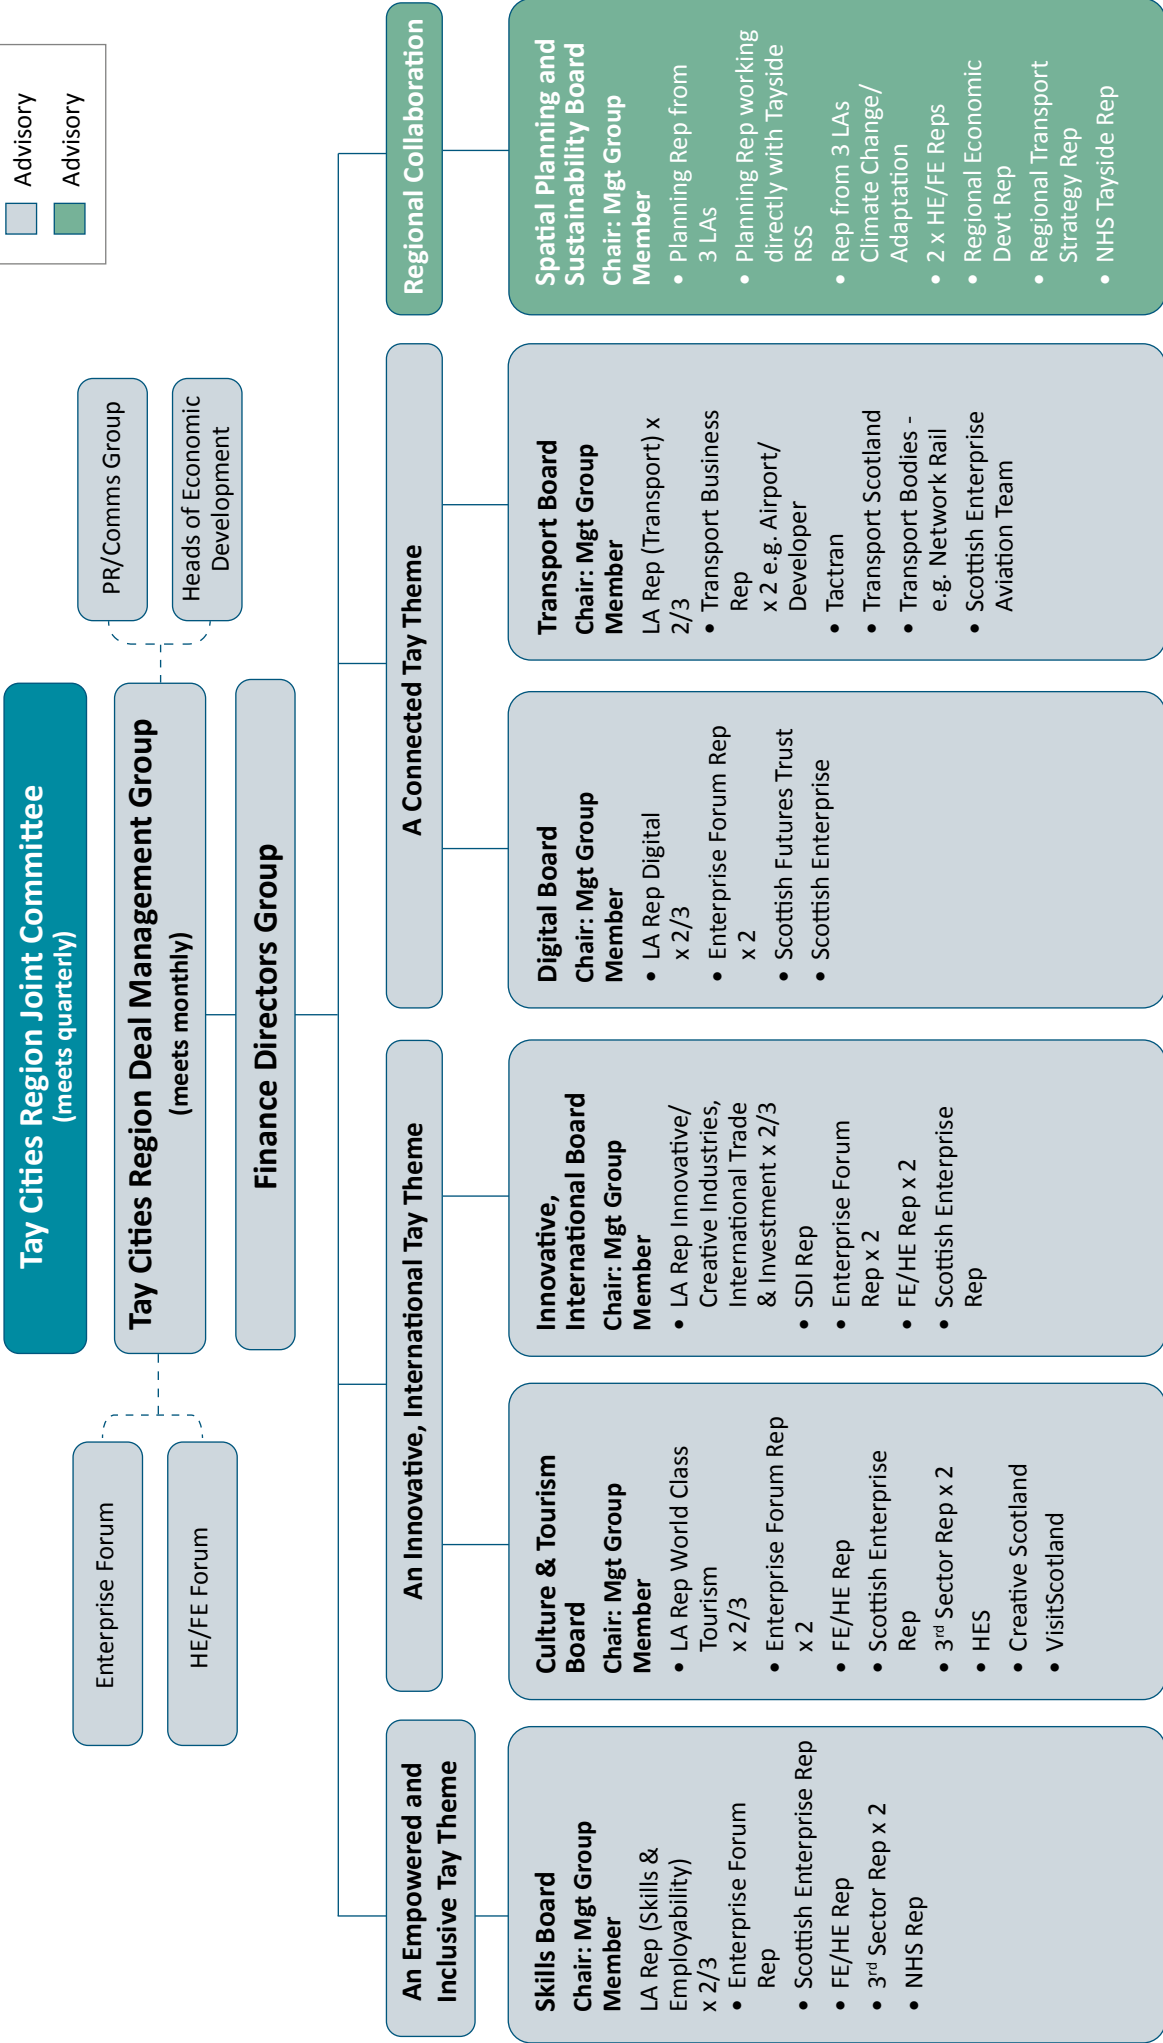 Advisory
Advisory
Tay Cities Region Joint Committee
(meets quarterly)
Tay Cities Region Deal Management Group
(meets monthly)
Finance Directors Group
Enterprise Forum
HE/FE Forum
PR/Comms Group
Heads of Economic
Development
An Empowered and
Inclusive Tay Theme
An Innovative, International Tay Theme
A Connected Tay Theme
Regional Collaboration
Skills Board
Chair: Mgt Group
Member
LA Rep (Skills &
Employability)
x 2/3
• Enterprise Forum
Rep
• Scottish Enterprise Rep
• FE/HE Rep
• 3rd Sector Rep x 2
• NHS Rep
Culture & Tourism
Board
Chair: Mgt Group
Member
• LA Rep World Class
Tourism
x 2/3
• Enterprise Forum Rep
x 2
• FE/HE Rep
• Scottish Enterprise
Rep
• 3rd Sector Rep x 2
• HES
• Creative Scotland
• VisitScotland
Innovative,
International Board
Chair: Mgt Group
Member
• LA Rep Innovative/
Creative Industries,
International Trade
& Investment x 2/3
• SDI Rep
• Enterprise Forum
Rep x 2
• FE/HE Rep x 2
• Scottish Enterprise
Rep
Digital Board
Chair: Mgt Group
Member
• LA Rep Digital
x 2/3
• Enterprise Forum Rep
x 2
• Scottish Futures Trust
• Scottish Enterprise
Transport Board
Chair: Mgt Group
Member
LA Rep (Transport) x
2/3
• Transport Business
Rep
x 2 e.g. Airport/
Developer
• Tactran
• Transport Scotland
• Transport Bodies -
e.g. Network Rail
• Scottish Enterprise
Aviation Team
Spatial Planning and
Sustainability Board
Chair: Mgt Group
Member
• Planning Rep from
3 LAs
• Planning Rep working
directly with Tayside
RSS
• Rep from 3 LAs
Climate Change/
Adaptation
• 2 x HE/FE Reps
• Regional Economic
Devt Rep
• Regional Transport
Strategy Rep
• NHS Tayside Rep